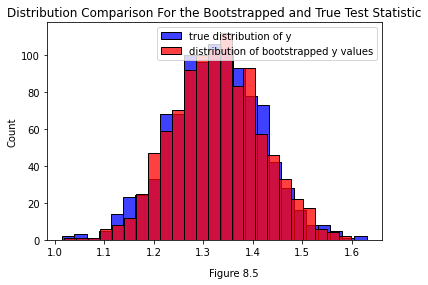 Distribution Comparison For the Bootstrapped and True Test Statistic
true distribution of y
distribution of bootstrapped y values
Count
100
80
60
40
20
0
1.0 1.1 1.2 1.3 1.4 1.5 1.6
Figure 8.5